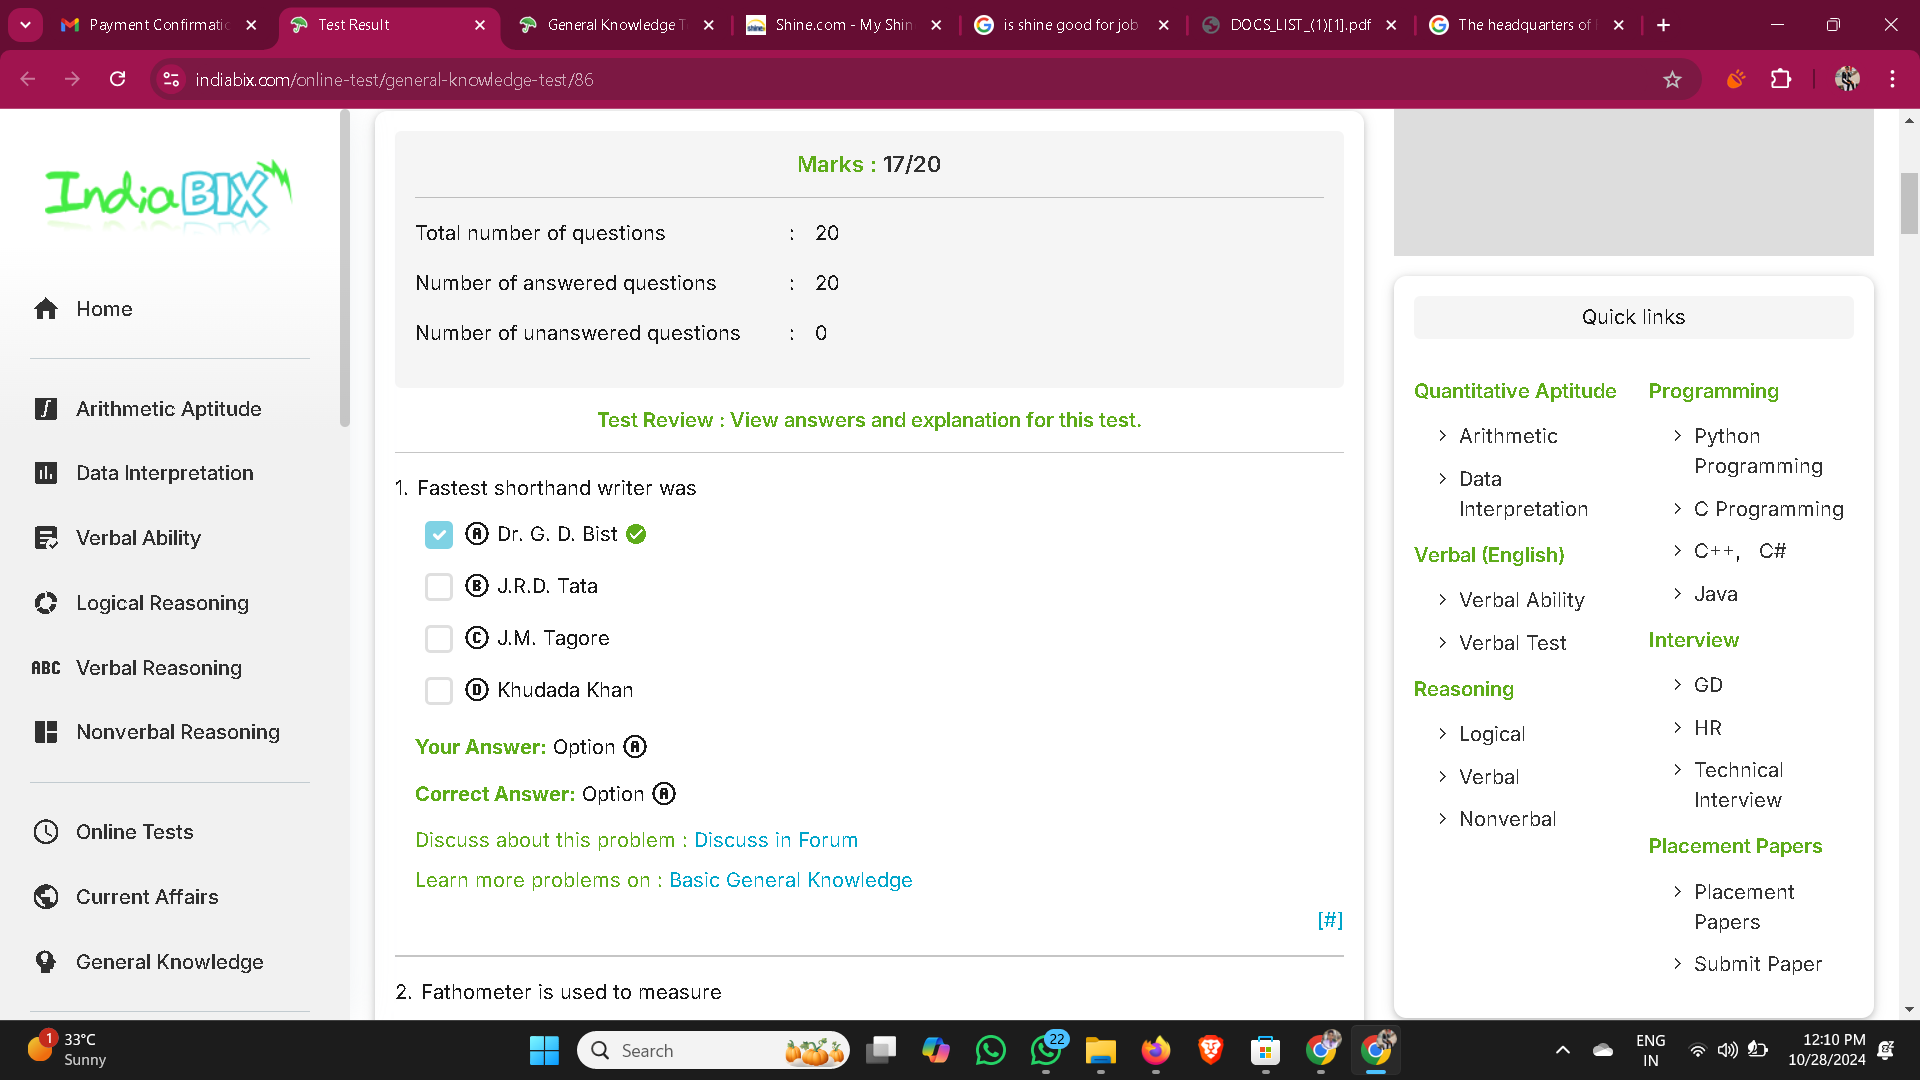 Payment Confirmati
Test Result
General Knowledge T
Shine.com - My Shin
is shine good for job
DOCS_LIST_(1)[1].pdf
The headquarters of
indiabix.com/online-test/general-knowledge-test/86
IndiaBIX
Home
Arithmetic Aptitude
Data Interpretation
Verbal Ability
Logical Reasoning
ABC Verbal Reasoning
Nonverbal Reasoning
Online Tests
Current Affairs
General Knowledge
Marks : 17/20
Total number of questions : 20
Number of answered questions : 20
Number of unanswered questions : 0
Test Review : View answers and explanation for this test.
1. Fastest shorthand writer was
A Dr. G. D. Bist
B J.R.D. Tata
C J.M. Tagore
D Khudada Khan
Your Answer: Option A
Correct Answer: Option A
Discuss about this problem : Discuss in Forum
Learn more problems on : Basic General Knowledge
[#]
2. Fathometer is used to measure
Quick links
Quantitative Aptitude
Arithmetic
Data
Interpretation
Verbal (English)
Verbal Ability
Verbal Test
Reasoning
Logical
Verbal
Nonverbal
Programming
Python
Programming
C Programming
C++, C#
Java
Interview
GD
HR
Technical
Interview
Placement Papers
Placement
Papers
Submit Paper
1
33°C
Sunny
Search
22
ENG
IN
12:10 PM
10/28/2024